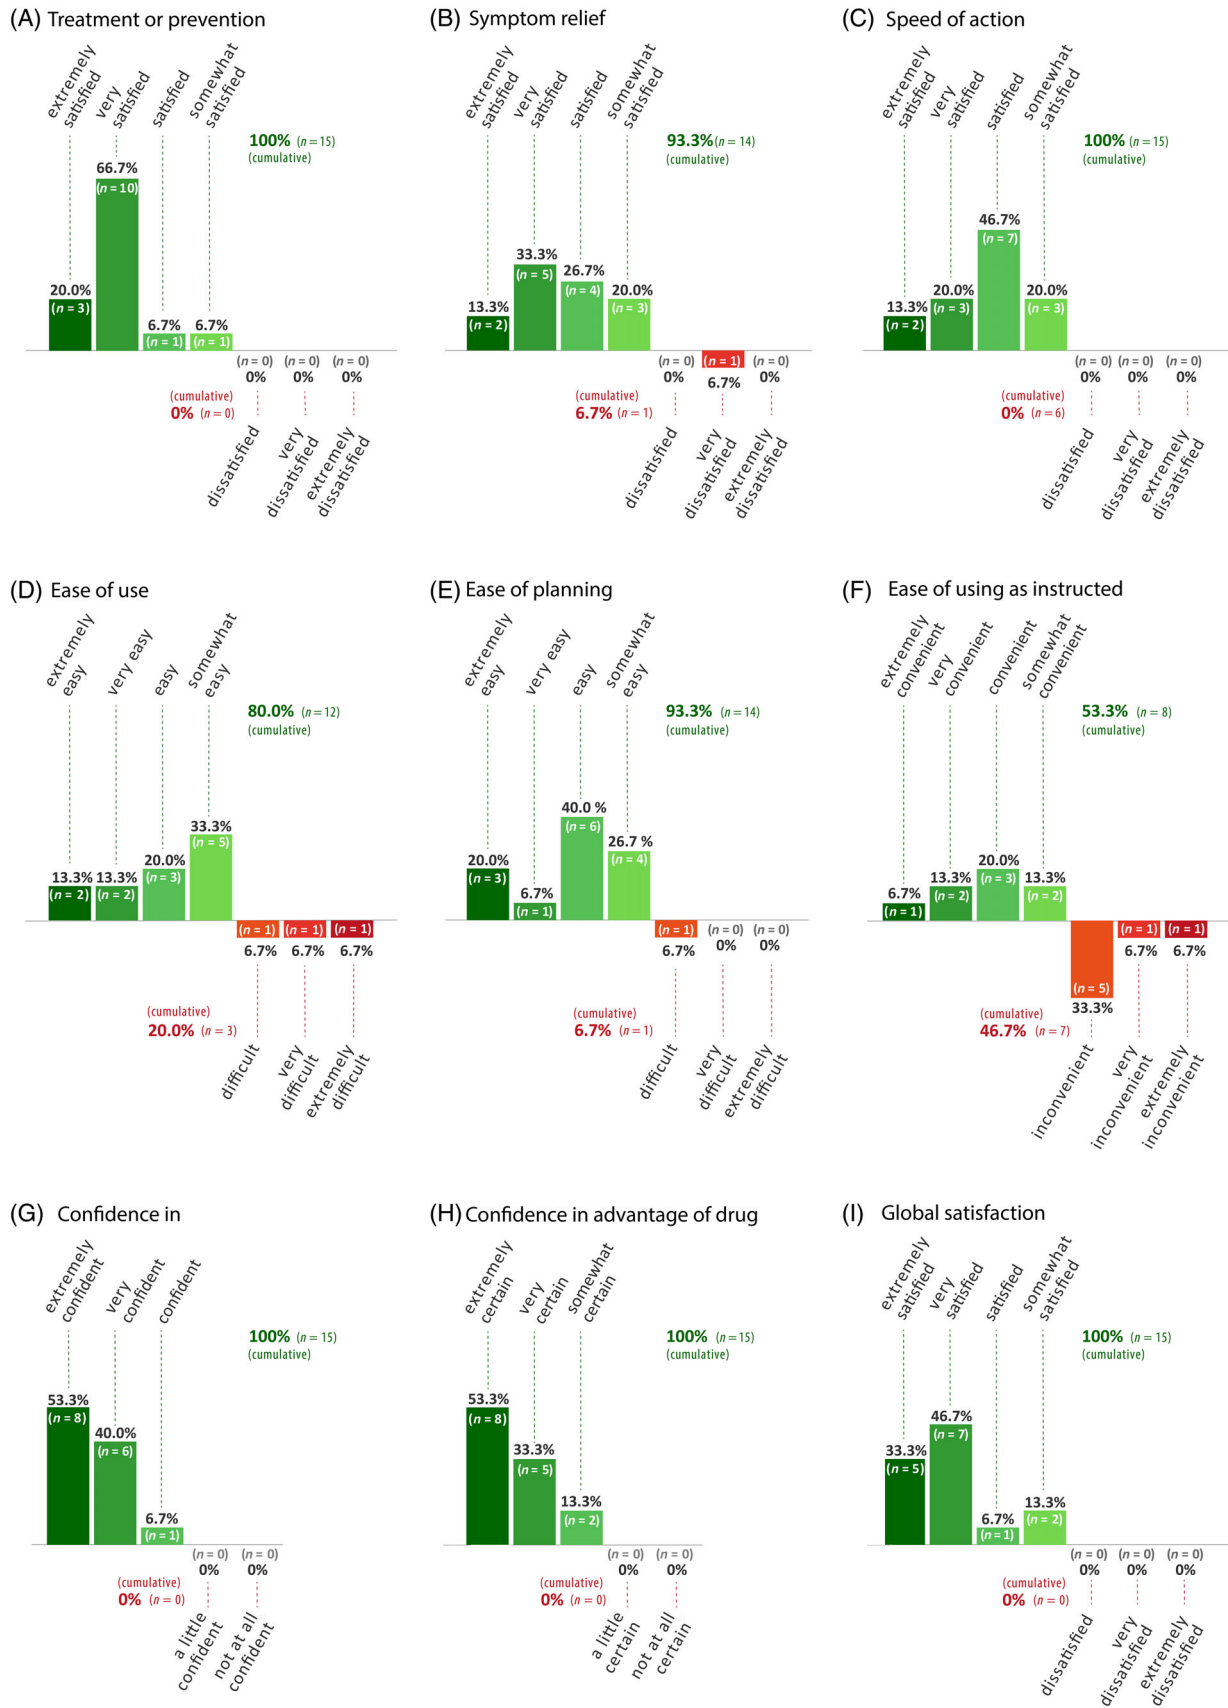 (A) Treatment or prevention
extremely
satisfied
very
satisfied
satisfied
somewhat
satisfied
100% (n = 15)
(cumulative)
66.7%
(n = 10)
20.0%
(n = 3)
6.7%
(n = 1)
6.7%
(n = 1)
(n = 0) (n = 0) (n = 0)
0% 0% 0%
(cumulative)
0% (n = 0)
dissatisfied
very
dissatisfied
extremely
dissatisfied
(B) Symptom relief
extremely
satisfied
very
satisfied
satisfied
somewhat
satisfied
93.3% (n = 14)
(cumulative)
13.3%
(n = 2)
33.3%
(n = 5)
26.7%
(n = 4)
20.0%
(n = 3)
(n = 0) (n = 1) (n = 0)
0% 6.7% 0%
(cumulative)
6.7% (n = 1)
dissatisfied
very
dissatisfied
extremely
dissatisfied
(C) Speed of action
extremely
satisfied
very
satisfied
satisfied
somewhat
satisfied
100% (n = 15)
(cumulative)
13.3%
(n = 2)
20.0%
(n = 3)
46.7%
(n = 7)
20.0%
(n = 3)
(n = 0) (n = 0) (n = 0)
0% 0% 0%
(cumulative)
0% (n = 6)
dissatisfied
very
dissatisfied
extremely
dissatisfied
(D) Ease of use
extremely
easy
very easy
easy
somewhat
easy
80.0% (n = 12)
(cumulative)
13.3%
(n = 2)
13.3%
(n = 2)
20.0%
(n = 3)
33.3%
(n = 5)
(n = 1) (n = 1) (n = 1)
6.7% 6.7% 6.7%
(cumulative)
20.0% (n = 3)
difficult
very
difficult
extremely
difficult
(E) Ease of planning
extremely
easy
very easy
easy
somewhat
easy
93.3% (n = 14)
(cumulative)
20.0%
(n = 3)
6.7%
(n = 1)
40.0 %
(n = 6)
26.7 %
(n = 4)
(n = 1) (n = 0) (n = 0)
6.7% 0% 0%
(cumulative)
6.7% (n = 1)
difficult
very
difficult
extremely
difficult
(F) Ease of using as instructed
extremely
convenient
very
convenient
convenient
somewhat
convenient
53.3% (n = 8)
(cumulative)
6.7%
(n = 1)
13.3%
(n = 2)
20.0%
(n = 3)
13.3%
(n = 2)
(n = 5) (n = 1) (n = 1)
33.3% 6.7% 6.7%
(cumulative)
46.7% (n = 7)
inconvenient
very
inconvenient
extremely
inconvenient
(G) Confidence in
extremely
confident
very
confident
confident
100% (n = 15)
(cumulative)
53.3%
(n = 8)
40.0%
(n = 6)
6.7%
(n = 1)
(n = 0) (n = 0)
0% 0%
(cumulative)
0% (n = 0)
a little
confident
not at all
confident
(H) Confidence in advantage of drug
extremely
certain
very
certain
somewhat
certain
100% (n = 15)
(cumulative)
53.3%
(n = 8)
33.3%
(n = 5)
13.3%
(n = 2)
(n = 0) (n = 0)
0% 0%
(cumulative)
0% (n = 0)
a little
certain
not at all
certain
(I) Global satisfaction
extremely
satisfied
very
satisfied
satisfied
somewhat
satisfied
100% (n = 15)
(cumulative)
33.3%
(n = 5)
46.7%
(n = 7)
6.7%
(n = 1)
13.3%
(n = 2)
(n = 0) (n = 0) (n = 0)
0% 0% 0%
(cumulative)
0% (n = 0)
dissatisfied
very
dissatisfied
extremely
dissatisfied